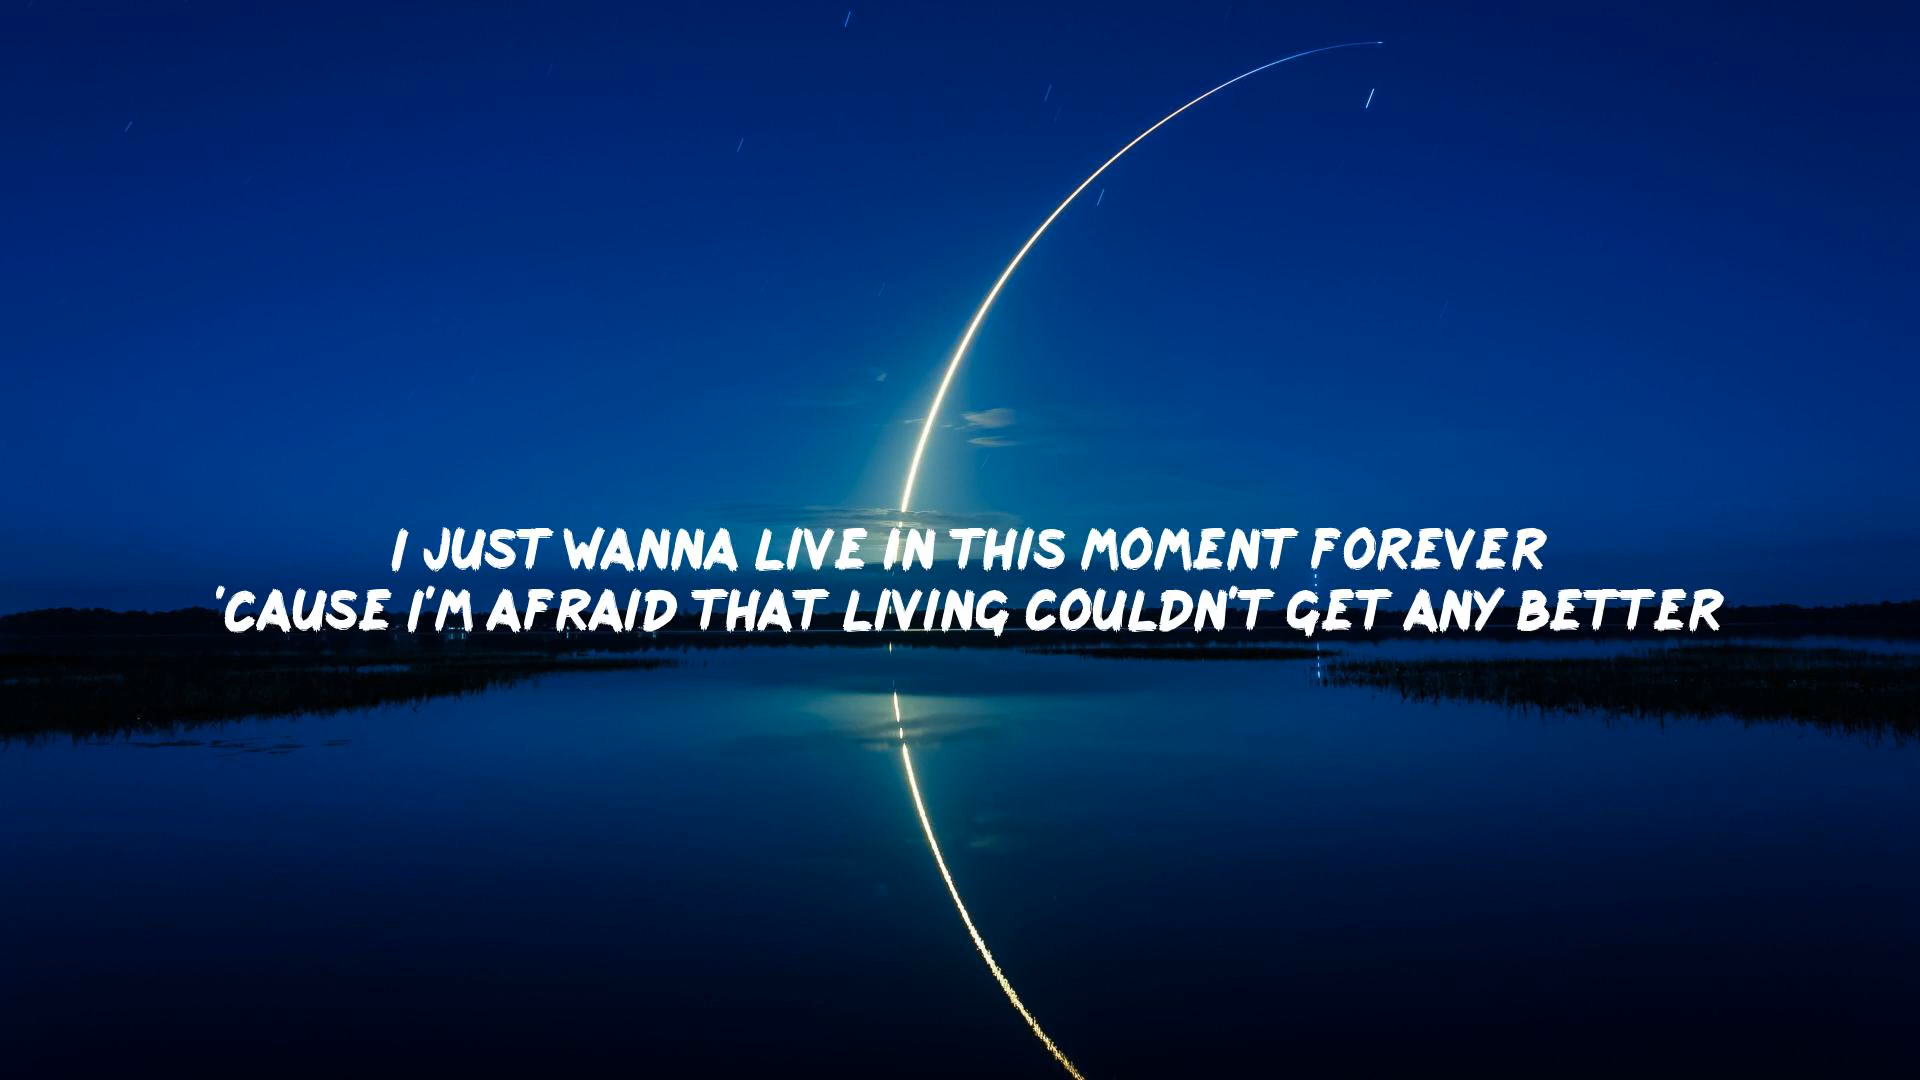 I JUST WANNA LIVE IN THIS MOMENT FOREVER
'CAUSE I'M AFRAID THAT LIVING COULDN'T GET ANY BETTER